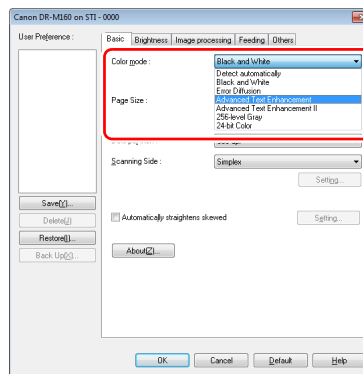 Canon DR-M160 on STI - 0000
User Preference :
Basic Brightness Image processing Feeding Others
Color mode : Black and White
Detect automatically
Black and White
Error Diffusion
Page Size : Advanced Text Enhancement
Advanced Text Enhancement II
256-level Gray
24-bit Color
Scanning Side : Simplex
Setting...
Save(Y)...
Automatically straightens skewed Setting...
Delete(J)
Restore(I)...
About(Z)...
Back Up(X)...
OK Cancel Default Help